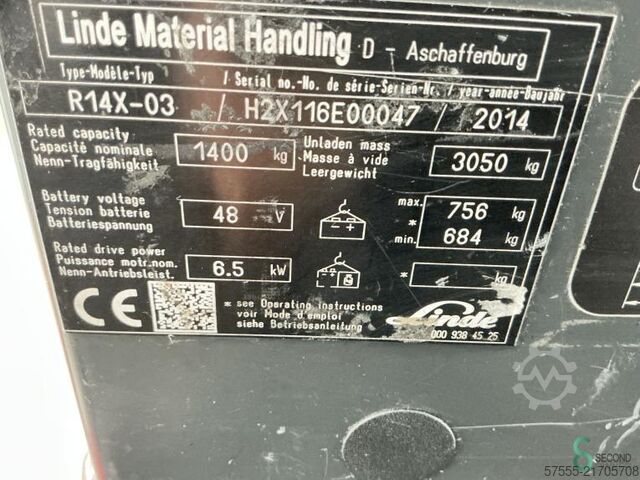 Linde Material Handling D - Aschaffenburg
Type-Modèle-Typ / Serial no.-No. de série-Serien-Nr. / year-année-Baujahr
R14X-03 / H2X116E00047 / 2014
Rated capacity
Capacité nominale
Nenn-Tragfähigkeit
1400 kg
Unladen mass
Masse à vide
Leergewicht
3050 kg
Battery voltage
Tension batterie
Batteriespannung
48 V
- +
max. 756 kg
*
min. 684 kg
Rated drive power
Puissance motr.nom.
Nenn-Antriebsleist.
6.5 kW
* kg
CE
* see Operating instructions
voir Mode d'emploi
siehe Betriebsanleitung
Linde
000 938 45 25
SECOND
57555-21705708